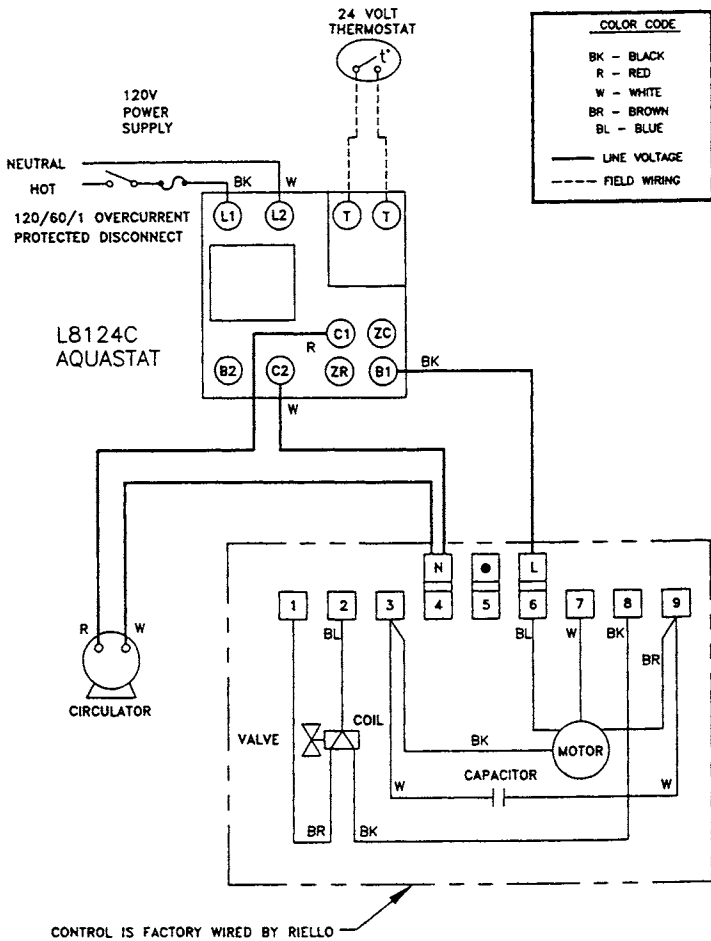 24 VOLT
THERMOSTAT
t°
COLOR CODE
BK - BLACK
R - RED
W - WHITE
BR - BROWN
BL - BLUE
LINE VOLTAGE
FIELD WIRING
120V
POWER
SUPPLY
NEUTRAL
HOT
BK
W
120/60/1 OVERCURRENT
PROTECTED DISCONNECT
L1
L2
T
T
L8124C
AQUASTAT
C1
ZC
R
B2
C2
ZR
B1
BK
W
N
L
1
2
3
4
5
6
7
8
9
BL
BL
W
BK
BR
R
W
CIRCULATOR
VALVE
COIL
BK
MOTOR
CAPACITOR
W
W
BR
BK
CONTROL IS FACTORY WIRED BY RIELLO